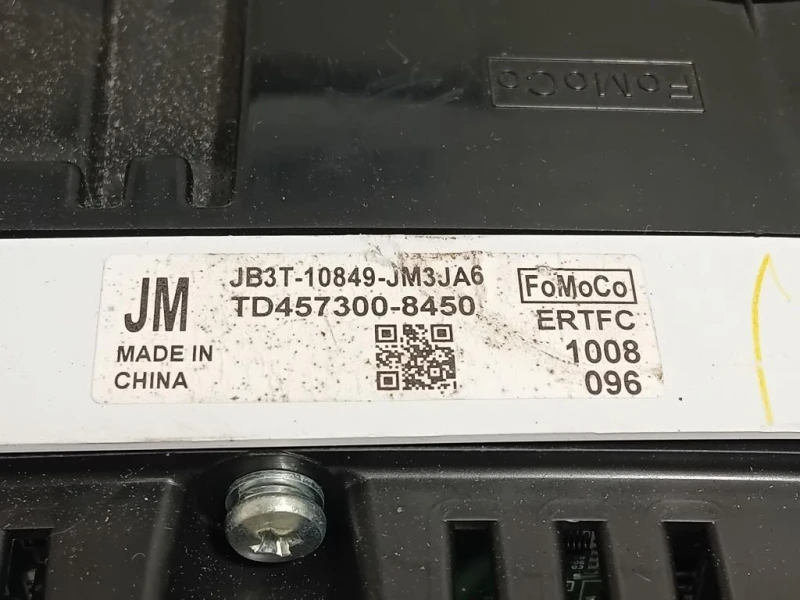 FoMoCo
JM
JB3T-10849-JM3JA6
TD457300-8450
MADE IN
CHINA
FoMoCo
ERTFC
1008
096